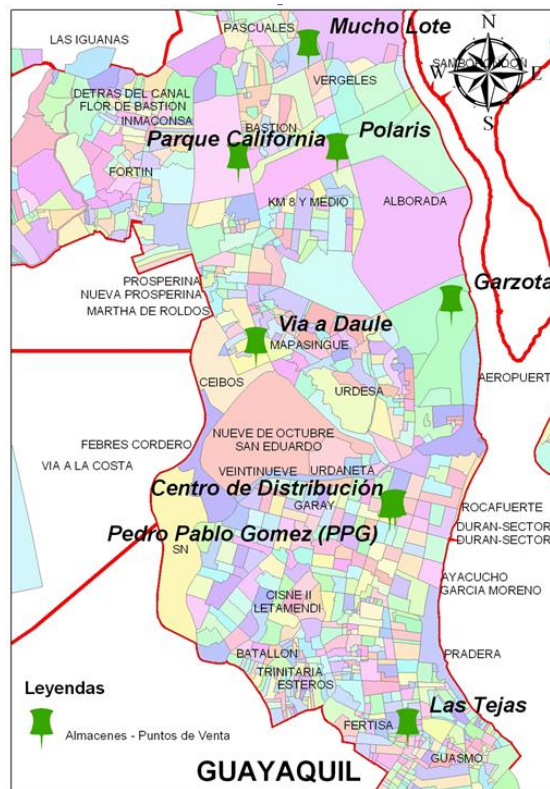 PASCUALES
Mucho Lote
N
LAS IGUANAS
SAMBORONDON
W
E
S
VERGELES
DETRAS DEL CANAL
FLOR DE BASTION
INMACONSA
BASTION
Parque California
Polaris
FORTIN
KM 8 Y MEDIO
ALBORADA
PROSPERINA
NUEVA PROSPERINA
MARTHA DE ROLDOS
Garzota
Via a Daule
MAPASINGUE
CEIBOS
URDESA
AEROPUERT
NUEVE DE OCTUBRE
SAN EDUARDO
FEBRES CORDERO
VIA A LA COSTA
VEINTINUEVE
URDANETA
Centro de Distribución
GARAY
ROCAFUERTE
Pedro Pablo Gomez (PPG)
DURAN-SECTOR
DURAN-SECTOR
SN
AYACUCHO
GARCIA MORENO
CISNE II
LETAMENDI
BATALLON
PRADERA
TRINITARIA
ESTEROS
Leyendas
Las Tejas
Almacenes - Puntos de Venta
FERTISA
GUASMO
GUAYAQUIL